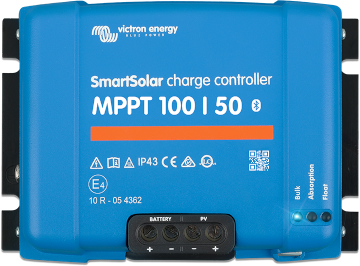 victron energy
BLUE POWER
SmartSolar charge controller
MPPT 100 | 50
IP43 CE
E4
10 R - 05 4362
Bulk
Absorption
Float
BATTERY PV
+ - - +